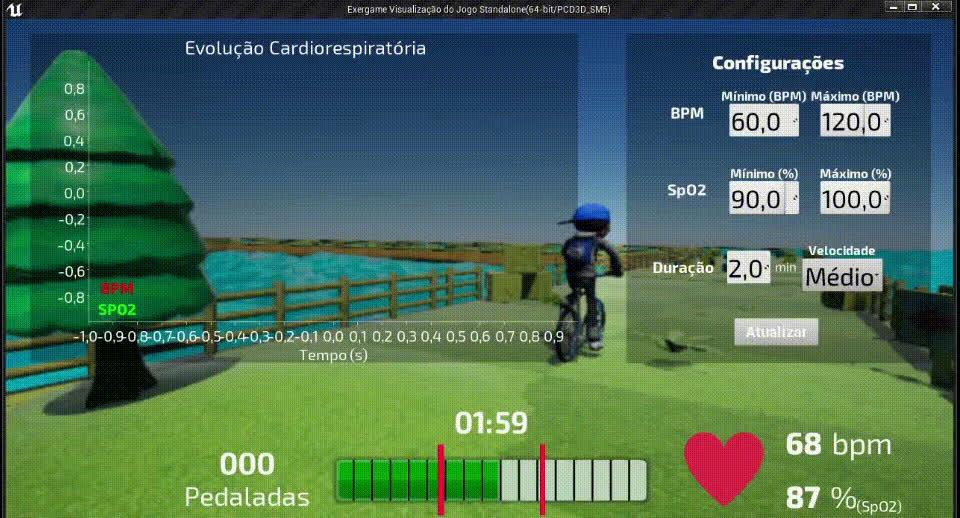 Exergame Visualização do Jogo Standalone(64-bit/PCD3D_SM5)
Evolução Cardiorespiratória
0,8
0,6
0,4
0,2
0,0
-0,2
-0,4
-0,6
-0,8
BPM
SPO2
-1,0-0,9-0,8-0,7-0,6-0,5-0,4-0,3-0,2-0,1 0,0 0,1 0,2 0,3 0,4 0,5 0,6 0,7 0,8 0,9
Tempo (s)
Configurações
Mínimo (BPM) Máximo (BPM)
BPM 60,0 120,0
Mínimo (%) Máximo (%)
SpO2 90,0 100,0
Velocidade
Duração 2,0 min Médio
Atualizar
01:59
000
Pedaladas
68 bpm
87 %(SpO2)